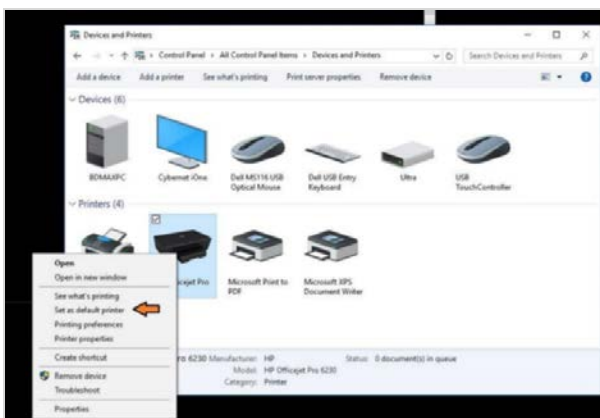 Devices and Printers
Control Panel › All Control Panel Items › Devices and Printers
Search Devices and Printers
Add a device Add a printer See what's printing Print server properties Remove device
Devices (6)
BDMAXPC
Cybernet iOne
Dell MS116 USB Optical Mouse
Dell USB Entry Keyboard
Ultra
USB TouchController
Printers (4)
icejet Pro
Microsoft Print to PDF
Microsoft XPS Document Writer
Open
Open in new window
See what's printing
Set as default printer
Printing preferences
Printer properties
Create shortcut
Remove device
Troubleshoot
Properties
ro 6230 Manufacturer: HP Status: 0 document(s) in queue
Model: HP Officejet Pro 6230
Category: Printer